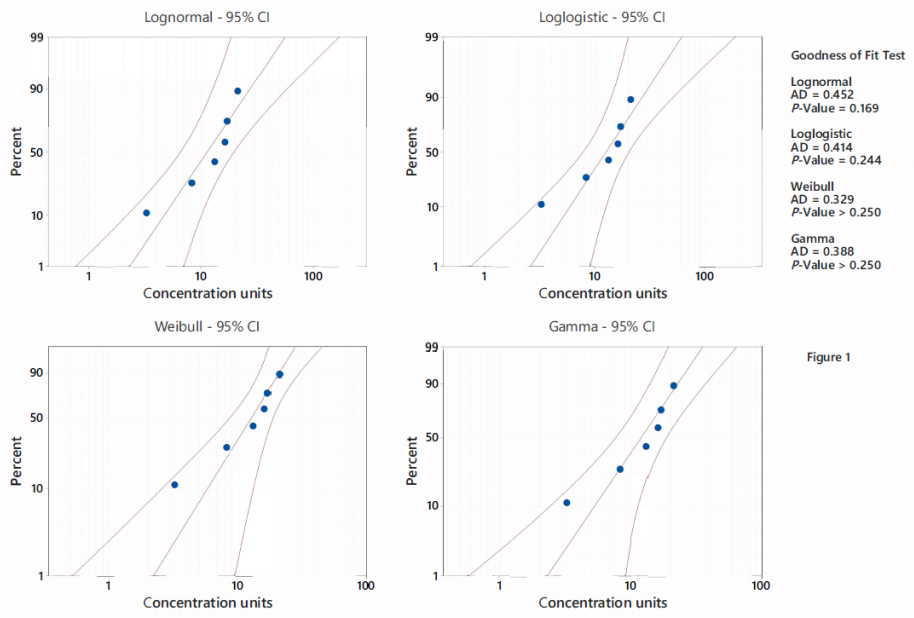 Lognormal - 95% CI
99
90
50
10
1
Percent
1
10
100
Concentration units
Loglogistic - 95% CI
99
90
50
10
1
Percent
1
10
100
Concentration units
Goodness of Fit Test
Lognormal
AD = 0.452
P-Value = 0.169
Loglogistic
AD = 0.414
P-Value = 0.244
Weibull
AD = 0.329
P-Value > 0.250
Gamma
AD = 0.388
P-Value > 0.250
Weibull - 95% CI
90
50
10
1
Percent
1
10
100
Concentration units
Gamma - 95% CI
99
90
50
10
1
Percent
1
10
100
Concentration units
Figure 1